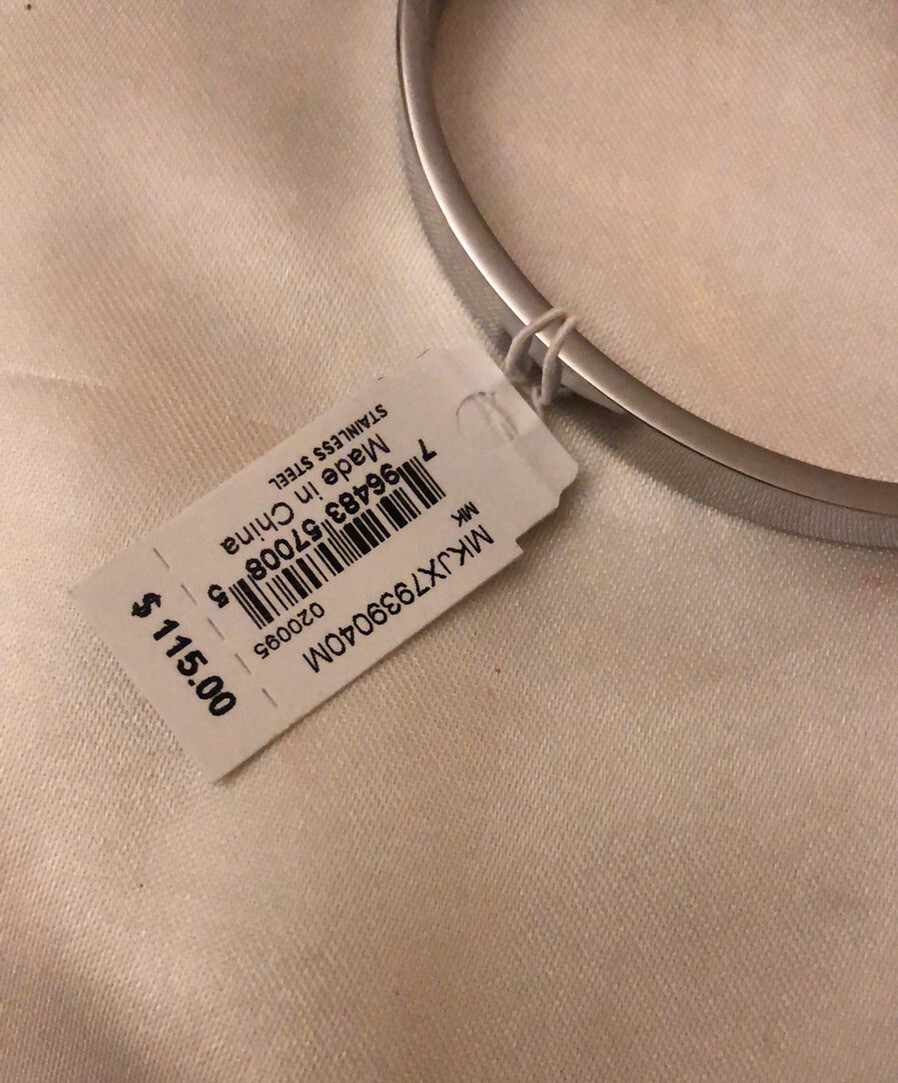 MK
MKJX7939040M
020095
7 96483 57008 5
Made in China
STAINLESS STEEL
$ 115.00